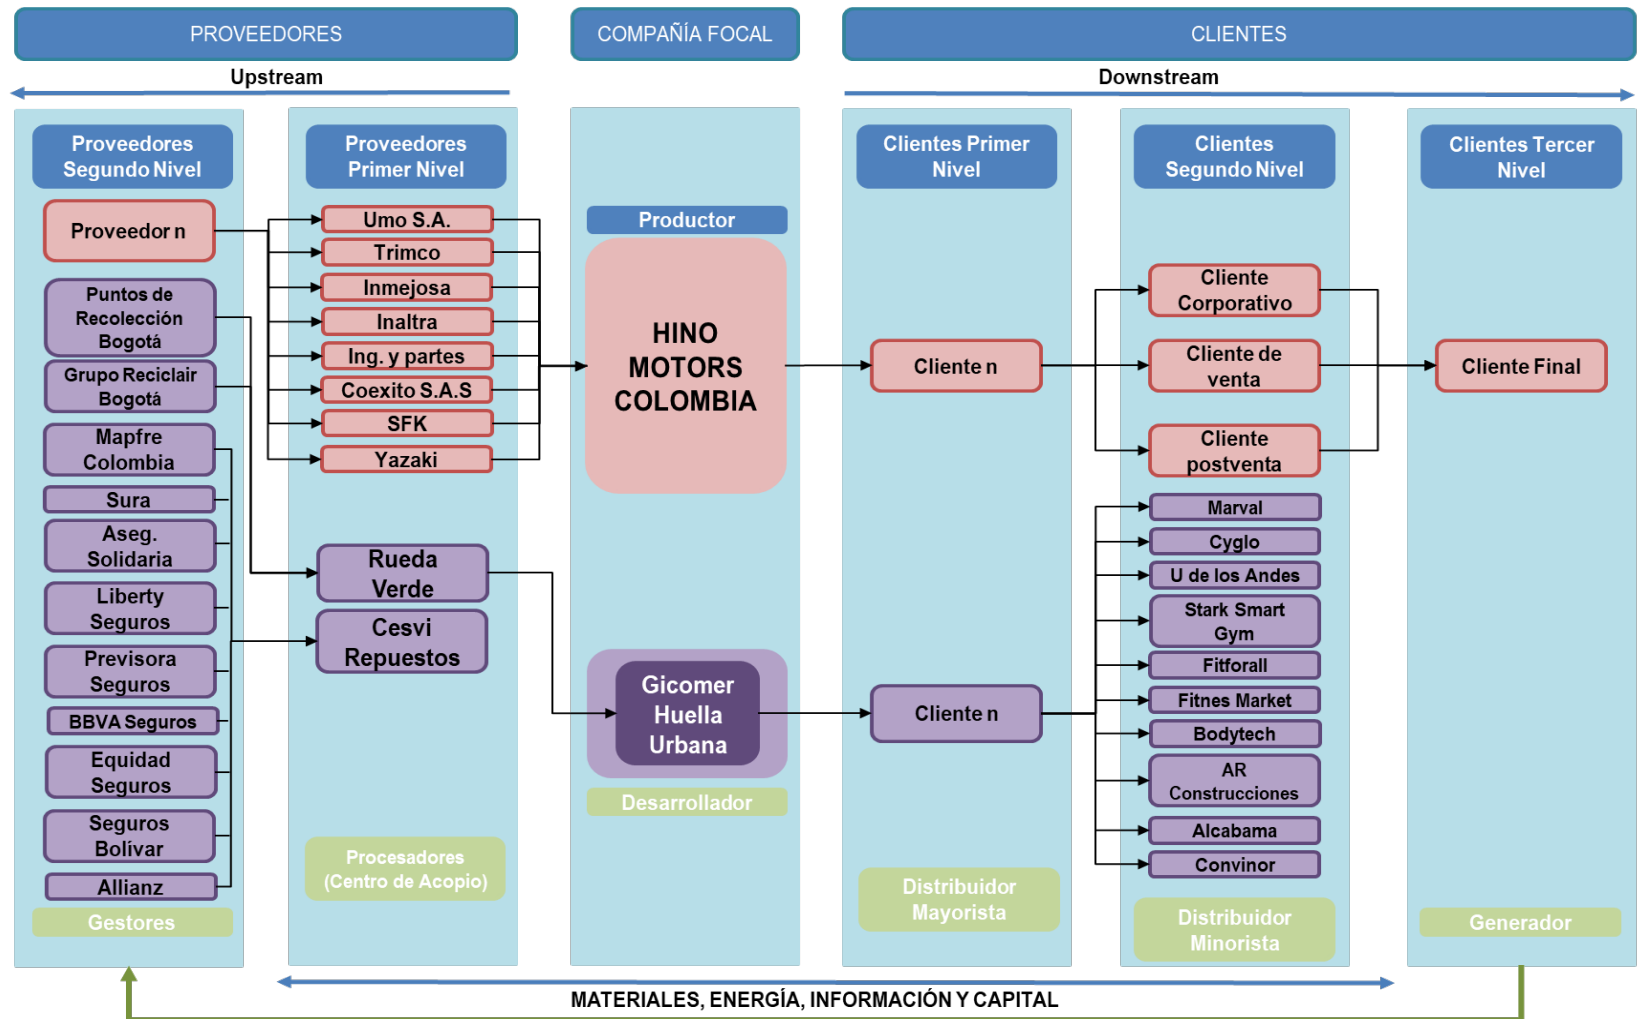 PROVEEDORES
COMPAÑÍA FOCAL
CLIENTES
Upstream
Downstream
Proveedores
Segundo Nivel
Proveedor n
Puntos de
Recolección
Bogotá
Grupo Reciclair
Bogotá
Mapfre
Colombia
Sura
Aseg.
Solidaria
Liberty
Seguros
Previsora
Seguros
BBVA Seguros
Equidad
Seguros
Seguros
Bolívar
Allianz
Gestores
Proveedores
Primer Nivel
Umo S.A.
Trimco
Inmejosa
Inaltra
Ing. y partes
Coexito S.A.S
SFK
Yazaki
Rueda
Verde
Cesvi
Repuestos
Procesadores
(Centro de Acopio)
Productor
HINO
MOTORS
COLOMBIA
Gicomer
Huella
Urbana
Desarrollador
Clientes Primer
Nivel
Cliente n
Cliente n
Distribuidor
Mayorista
Clientes
Segundo Nivel
Cliente
Corporativo
Cliente de
venta
Cliente
postventa
Marval
Cyglo
U de los Andes
Stark Smart
Gym
Fitforall
Fitnes Market
Bodytech
AR
Construcciones
Alcabama
Convinor
Distribuidor
Minorista
Clientes Tercer
Nivel
Cliente Final
Generador
MATERIALES, ENERGÍA, INFORMACIÓN Y CAPITAL